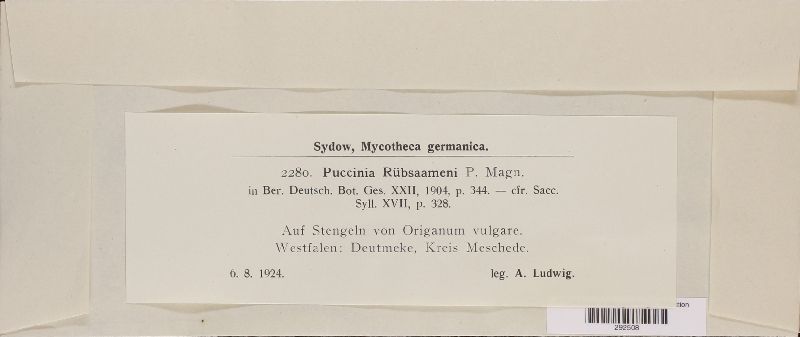 Sydow, Mycotheca germanica.
2280. Puccinia Rübsaameni P. Magn.
in Ber. Deutsch. Bot. Ges. XXII, 1904, p. 344. — cfr. Sacc.
Syll. XVII, p. 328.
Auf Stengeln von Origanum vulgare.
Westfalen: Deutmeke, Kreis Meschede.
6. 8. 1924. leg. A. Ludwig.
292508